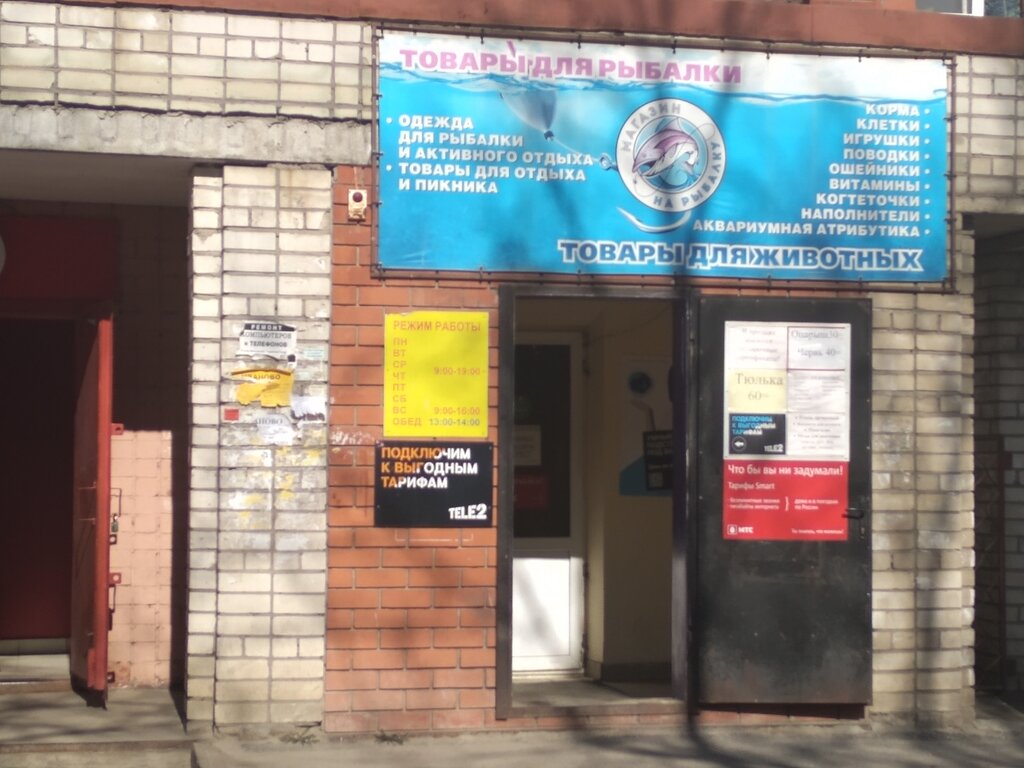 ТОВАРЫ ДЛЯ РЫБАЛКИ
• ОДЕЖДА
ДЛЯ РЫБАЛКИ
И АКТИВНОГО ОТДЫХА
• ТОВАРЫ ДЛЯ ОТДЫХА
И ПИКНИКА
МАГАЗИН
НА РЫБАЛКУ
КОРМА •
КЛЕТКИ •
ИГРУШКИ •
ПОВОДКИ •
ОШЕЙНИКИ •
ВИТАМИНЫ •
КОГТЕТОЧКИ •
НАПОЛНИТЕЛИ •
АКВАРИУМНАЯ АТРИБУТИКА •
ТОВАРЫ ДЛЯ ЖИВОТНЫХ
РЕМОНТ
КОМПЬЮТЕРОВ
и ТЕЛЕФОНОВ
РЕЖИМ РАБОТЫ
ПН
ВТ
СР
ЧТ 9:00-19:00
ПТ
СБ
ВС 9:00-16:00
ОБЕД 13:00-14:00
ПОДКЛЮЧИМ
К ВЫГОДНЫМ
ТАРИФАМ
TELE2
Опарыш
Червь 40
Тюлька
60
ПОДКЛЮЧИМ
К ВЫГОДНЫМ
ТАРИФАМ
TELE2
Что бы вы ни задумали!
Тарифы Smart
МТС